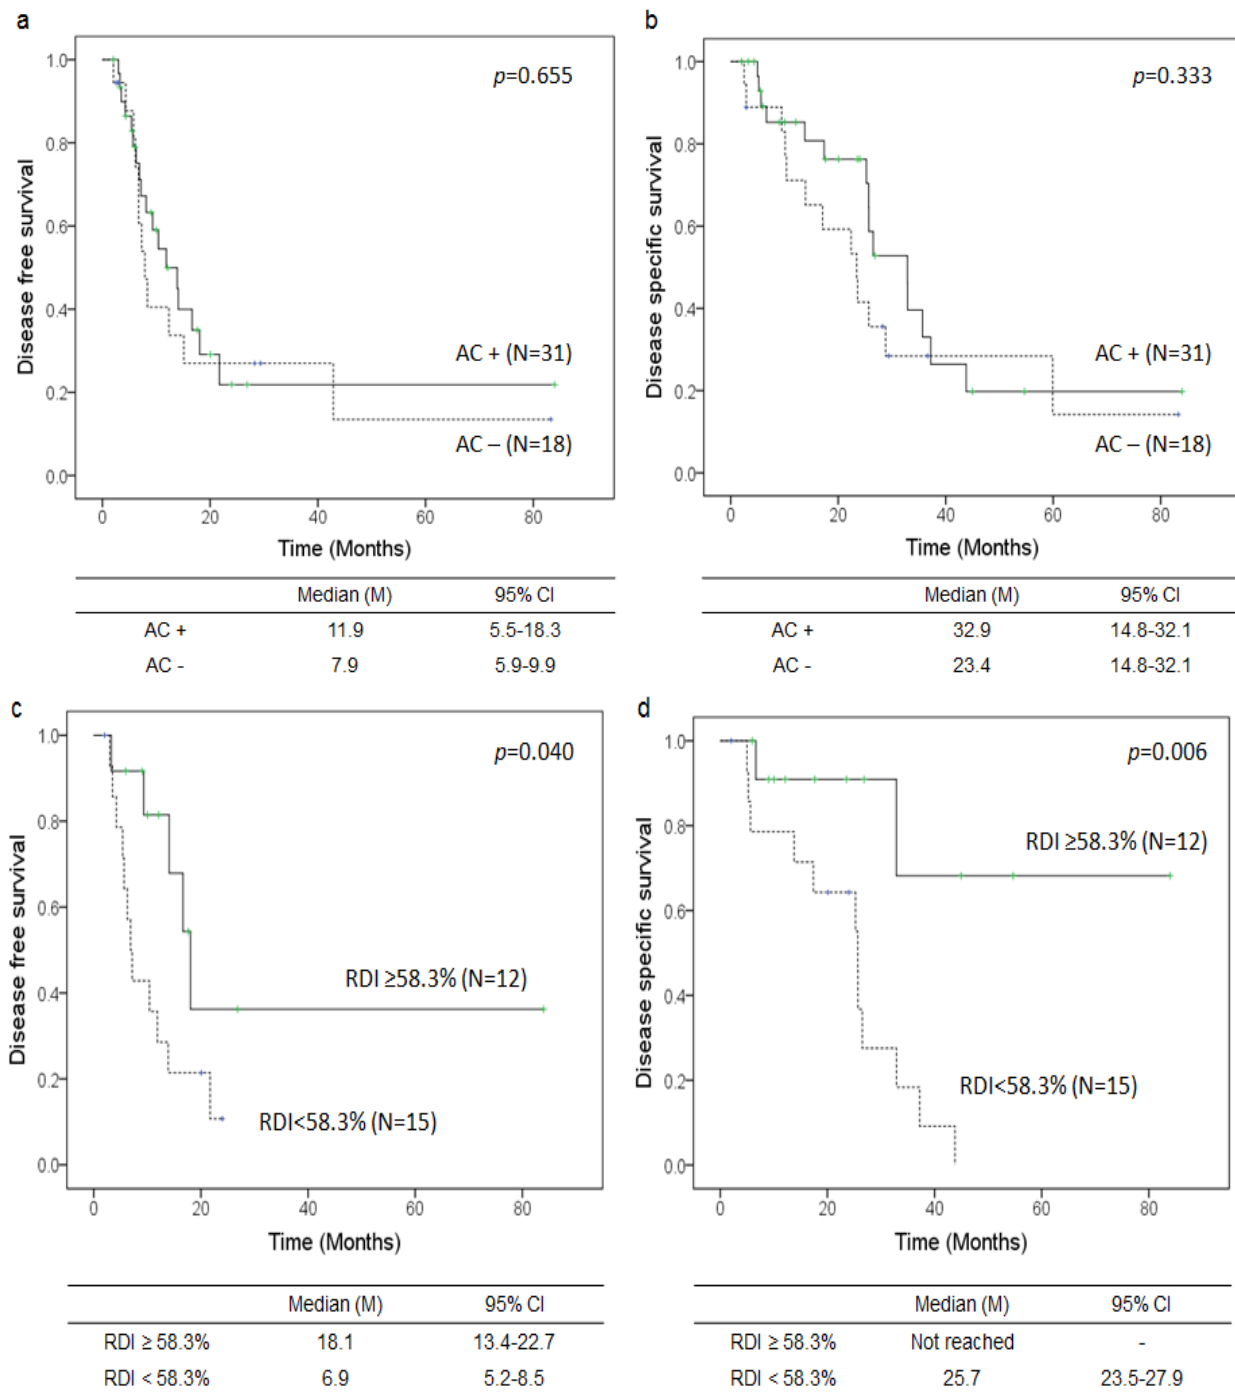 a
p=0.655
Disease free survival
1.0
0.8
0.6
0.4
0.2
0.0
AC + (N=31)
AC – (N=18)
0 20 40 60 80
Time (Months)
Median (M) 95% CI
AC + 11.9 5.5-18.3
AC - 7.9 5.9-9.9
b
p=0.333
Disease specific survival
1.0
0.8
0.6
0.4
0.2
0.0
AC + (N=31)
AC – (N=18)
0 20 40 60 80
Time (Months)
Median (M) 95% CI
AC + 32.9 14.8-32.1
AC - 23.4 14.8-32.1
c
p=0.040
Disease free survival
1.0
0.8
0.6
0.4
0.2
0.0
RDI ≥58.3% (N=12)
RDI<58.3% (N=15)
0 20 40 60 80
Time (Months)
Median (M) 95% CI
RDI ≥ 58.3% 18.1 13.4-22.7
RDI < 58.3% 6.9 5.2-8.5
d
p=0.006
Disease specific survival
1.0
0.8
0.6
0.4
0.2
0.0
RDI ≥58.3% (N=12)
RDI<58.3% (N=15)
0 20 40 60 80
Time (Months)
Median (M) 95% CI
RDI ≥ 58.3% Not reached -
RDI < 58.3% 25.7 23.5-27.9